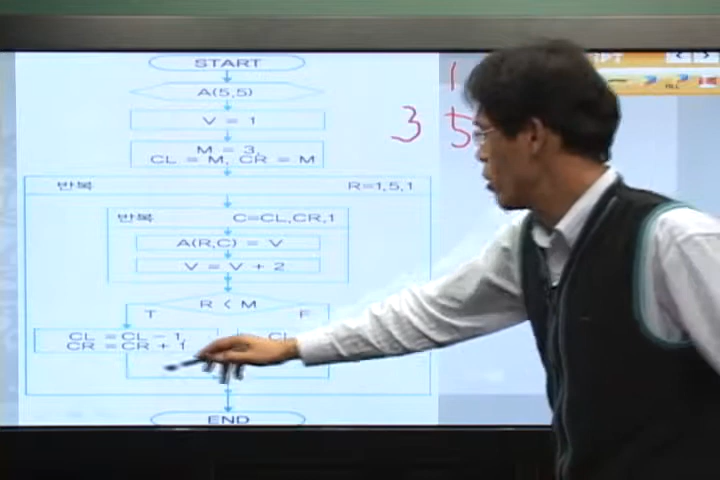 START
A(5,5)
1
V = 1
3 5
M = 3,
CL = M, CR = M
반복 R=1,5,1
반복 C=CL,CR,1
A(R,C) = V
V = V + 2
R < M
T F
CL = CL - 1, CL
CR = CR + 1
END